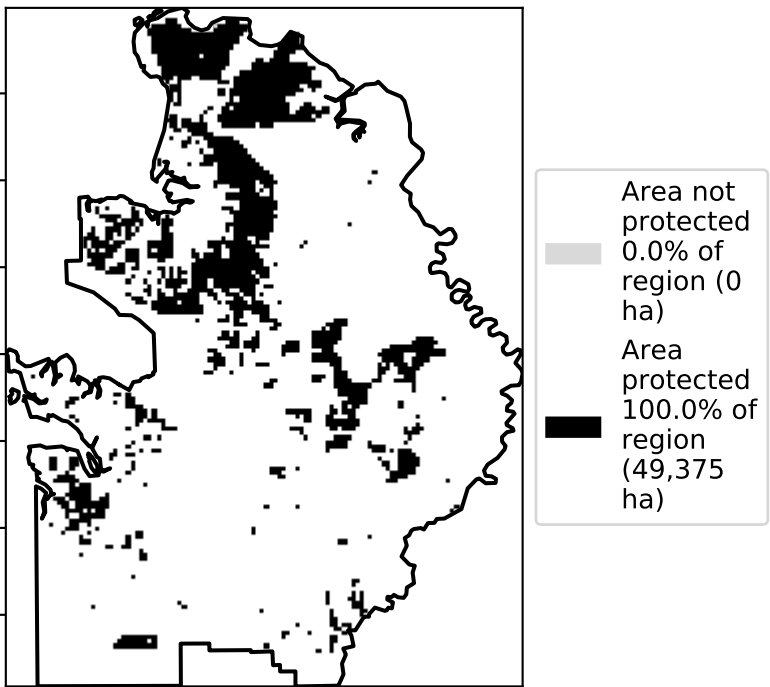 Area not
protected
0.0% of
region (0
ha)
Area
protected
100.0% of
region
(49,375
ha)